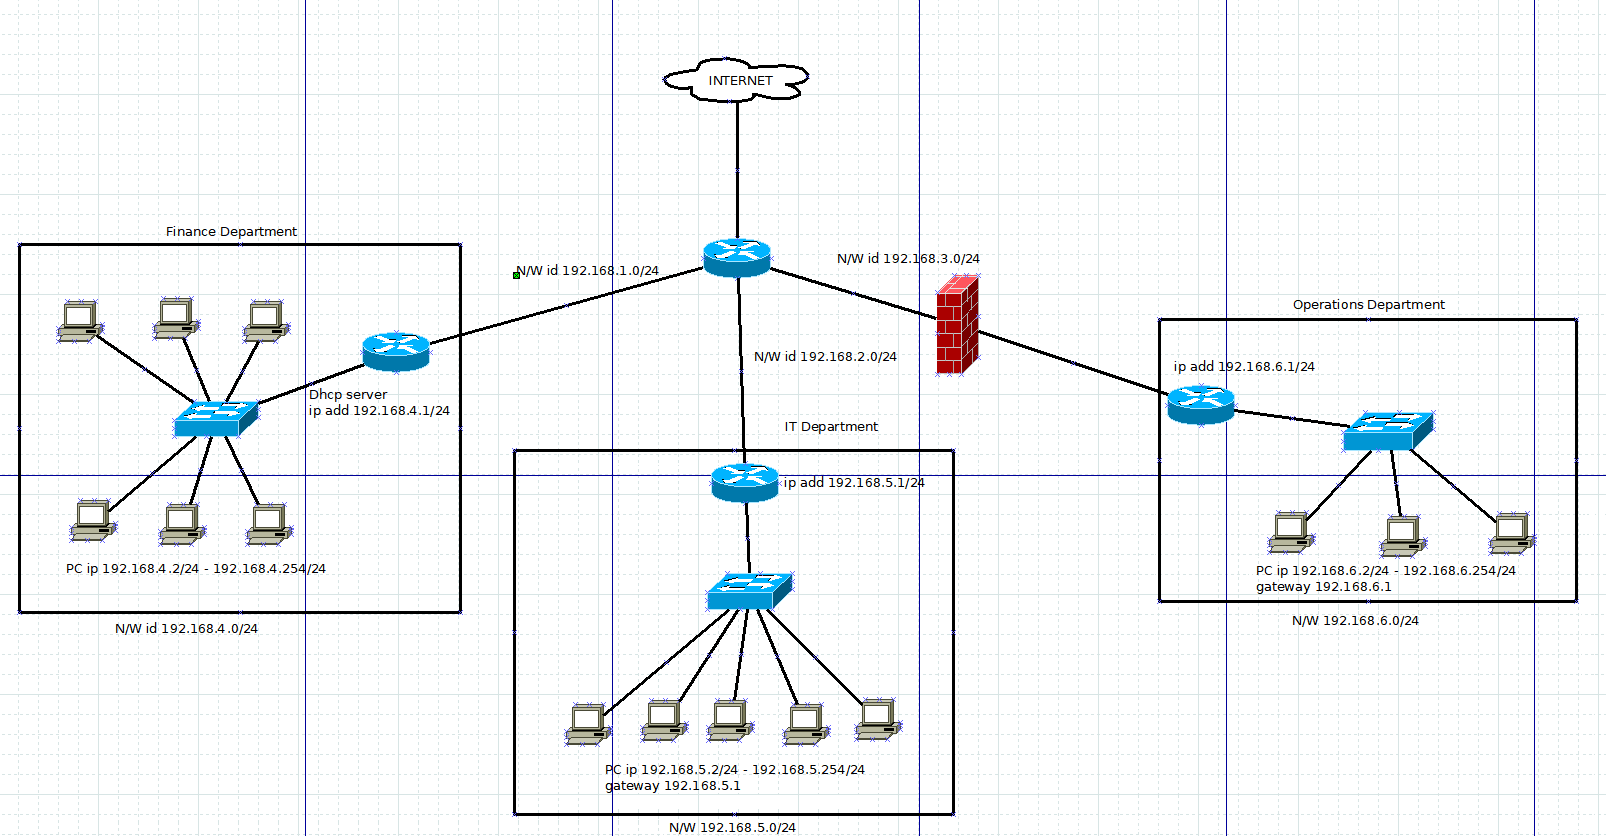 INTERNET
Finance Department
N/W id 192.168.1.0/24
N/W id 192.168.3.0/24
Operations Department
N/W id 192.168.2.0/24
ip add 192.168.6.1/24
Dhcp server
ip add 192.168.4.1/24
IT Department
ip add 192.168.5.1/24
PC ip 192.168.4.2/24 - 192.168.4.254/24
PC ip 192.168.6.2/24 - 192.168.6.254/24
gateway 192.168.6.1
N/W id 192.168.4.0/24
N/W 192.168.6.0/24
PC ip 192.168.5.2/24 - 192.168.5.254/24
gateway 192.168.5.1
N/W 192.168.5.0/24